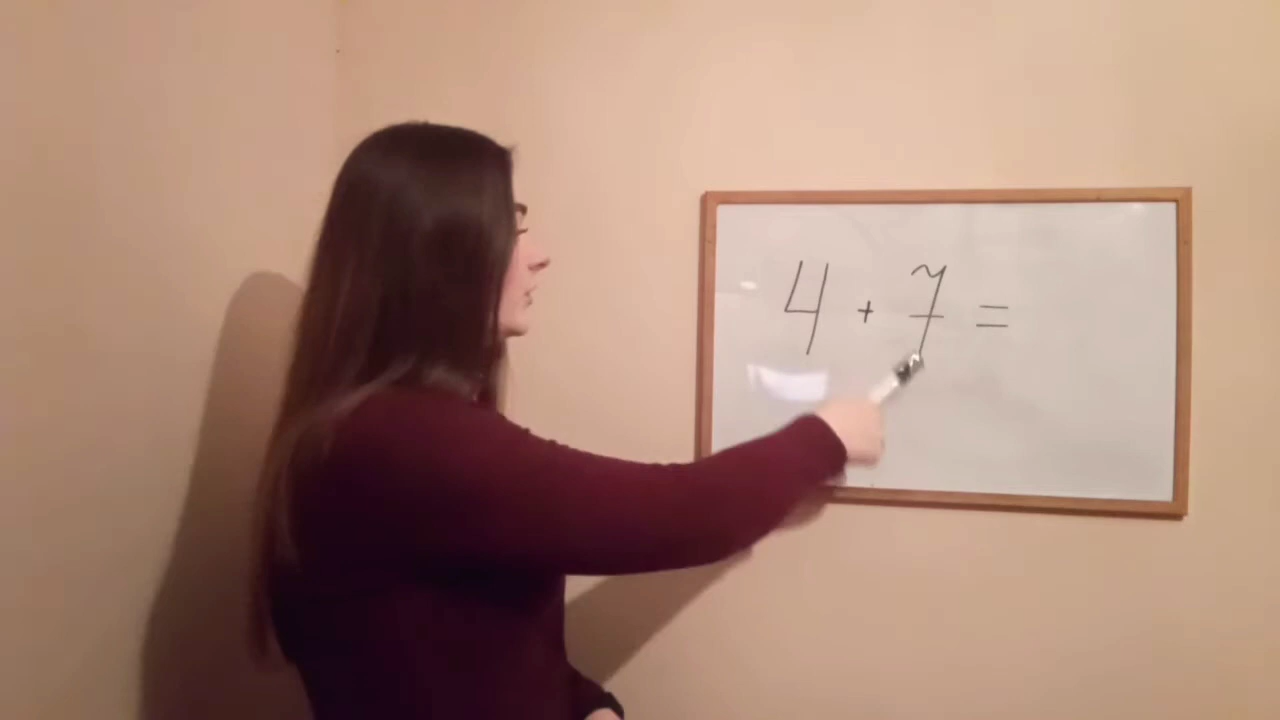 4 + 7 =